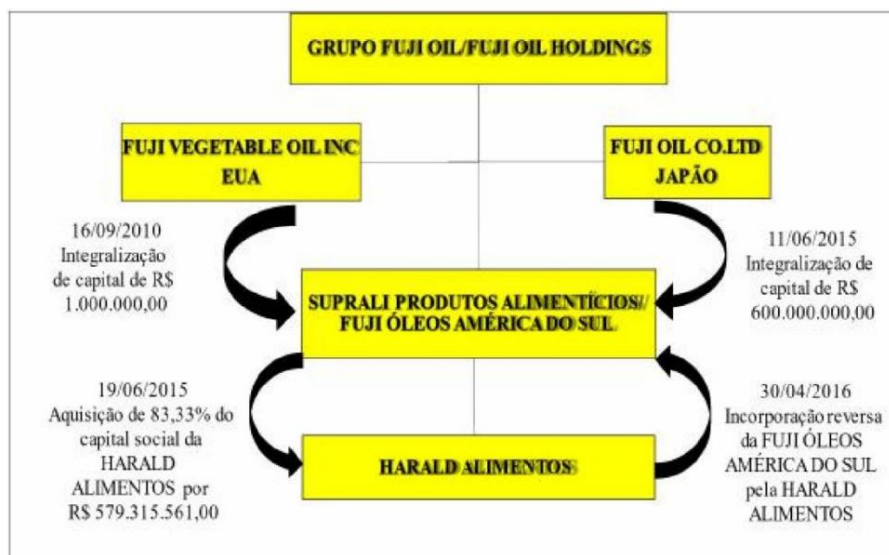 GRUPO FUJI OIL/FUJI OIL HOLDINGS
FUJI VEGETABLE OIL INC
EUA
FUJI OIL CO.LTD
JAPÃO
16/09/2010
Integralização
de capital de R$
1.000.000,00
11/06/2015
Integralização de
capital de R$
600.000.000,00
SUPRALI PRODUTOS ALIMENTÍCIOS//
FUJI ÓLEOS AMÉRICA DO SUL
19/06/2015
Aquisição de 83,33% do
capital social da
HARALD
ALIMENTOS por
R$ 579.315.561,00
30/04/2016
Incorporação reversa
da FUJI ÓLEOS
AMÉRICA DO SUL
pela HARALD
ALIMENTOS
HARALD ALIMENTOS